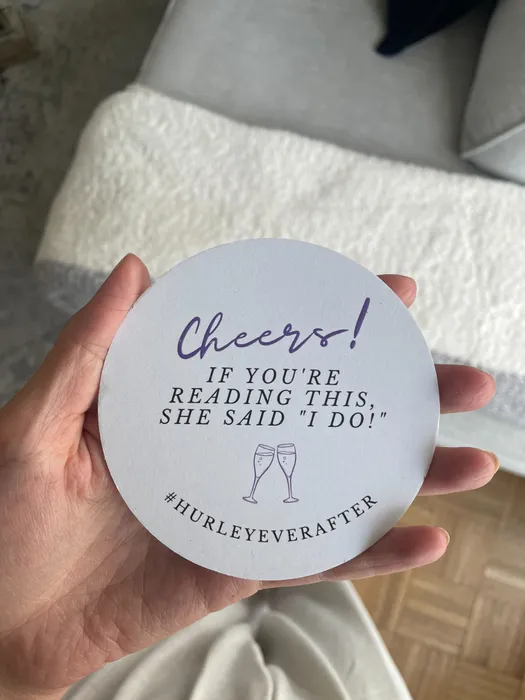 Cheers!
IF YOU'RE
READING THIS,
SHE SAID "I DO!"
#HURLEYEVERAFTER